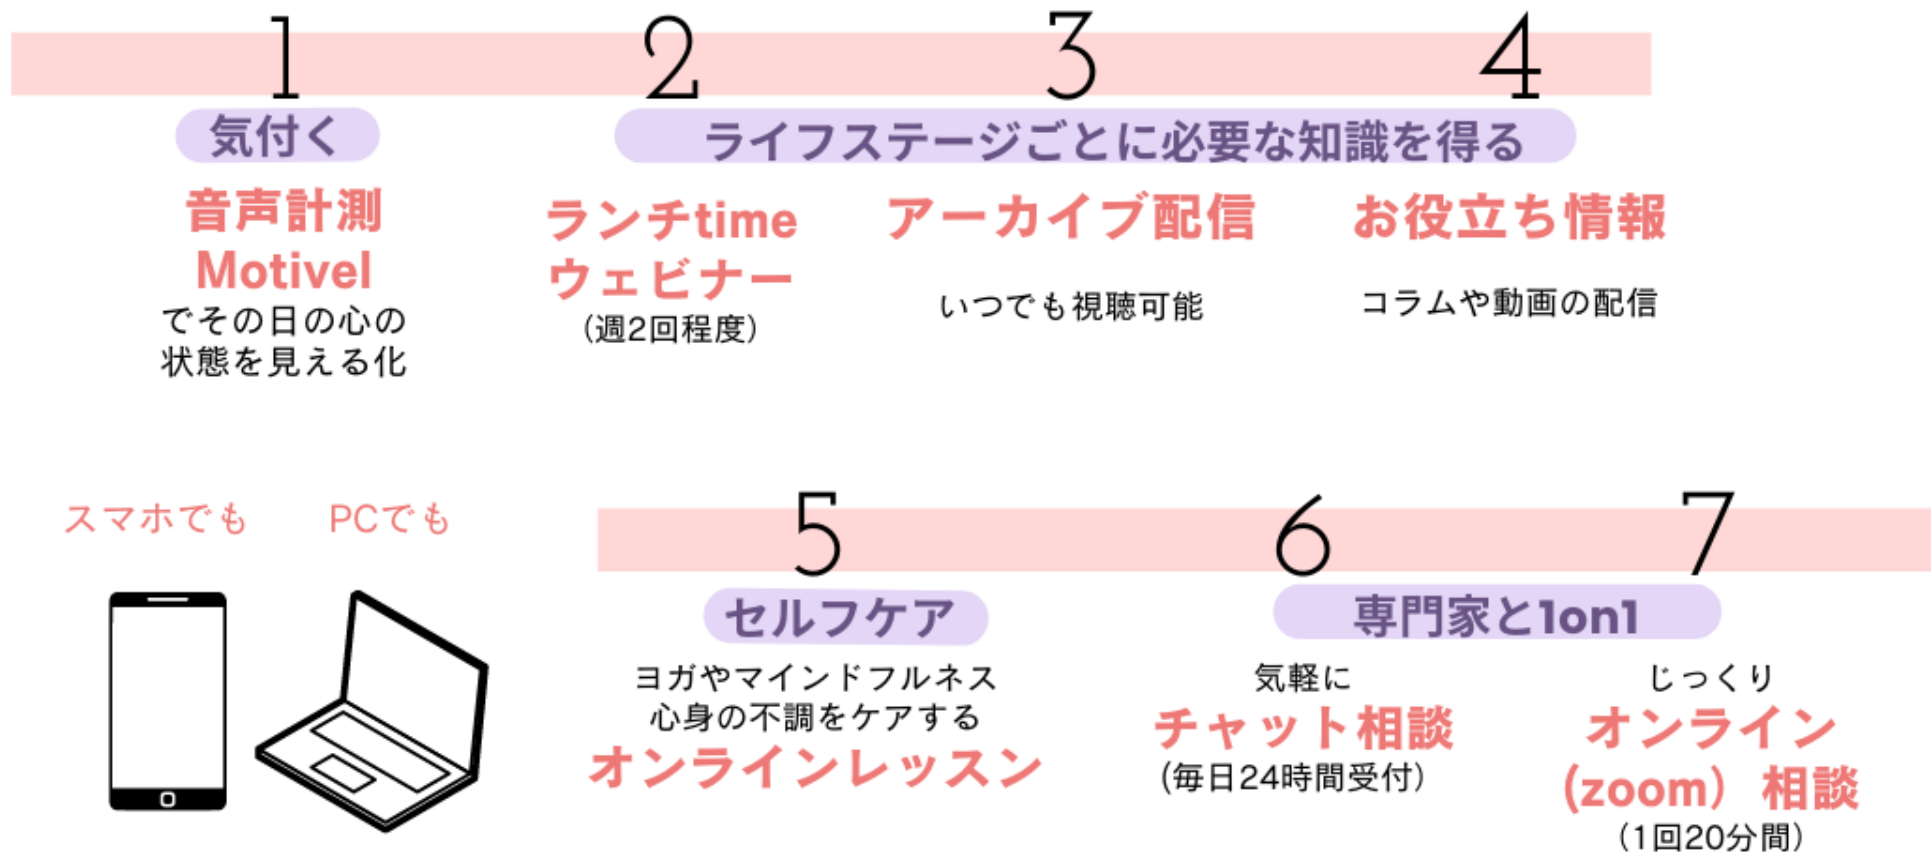 1
気付く
音声計測
Motivel
でその日の心の
状態を見える化
2
3
4
ライフステージごとに必要な知識を得る
ランチtime
ウェビナー
(週2回程度)
アーカイブ配信
いつでも視聴可能
お役立ち情報
コラムや動画の配信
スマホでも
PCでも
5
セルフケア
ヨガやマインドフルネス
心身の不調をケアする
オンラインレッスン
6
7
専門家と1on1
気軽に
チャット相談
(毎日24時間受付)
じっくり
オンライン
(zoom)相談
(1回20分間)